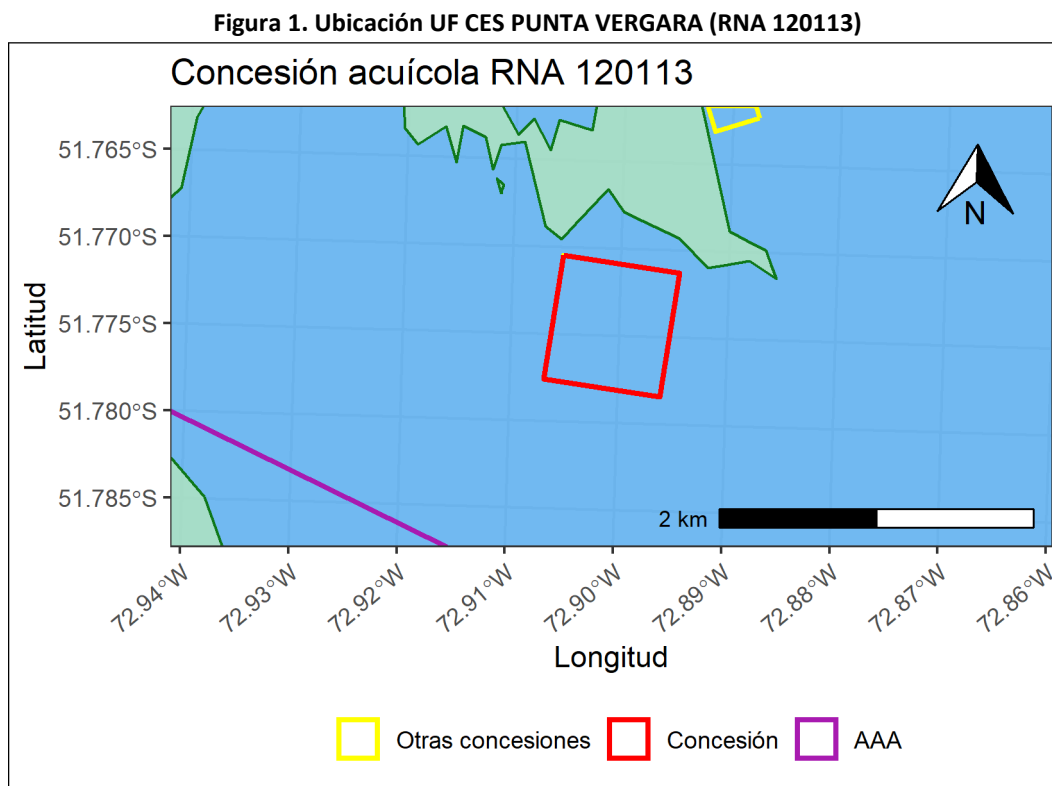 Figura 1. Ubicación UF CES PUNTA VERGARA (RNA 120113)
Concesión acuícola RNA 120113
51.765°S
51.770°S
51.775°S
51.780°S
51.785°S
Latitud
N
2 km
72.94°W
72.93°W
72.92°W
72.91°W
72.90°W
72.89°W
72.88°W
72.87°W
72.86°W
Longitud
Otras concesiones
Concesión
AAA